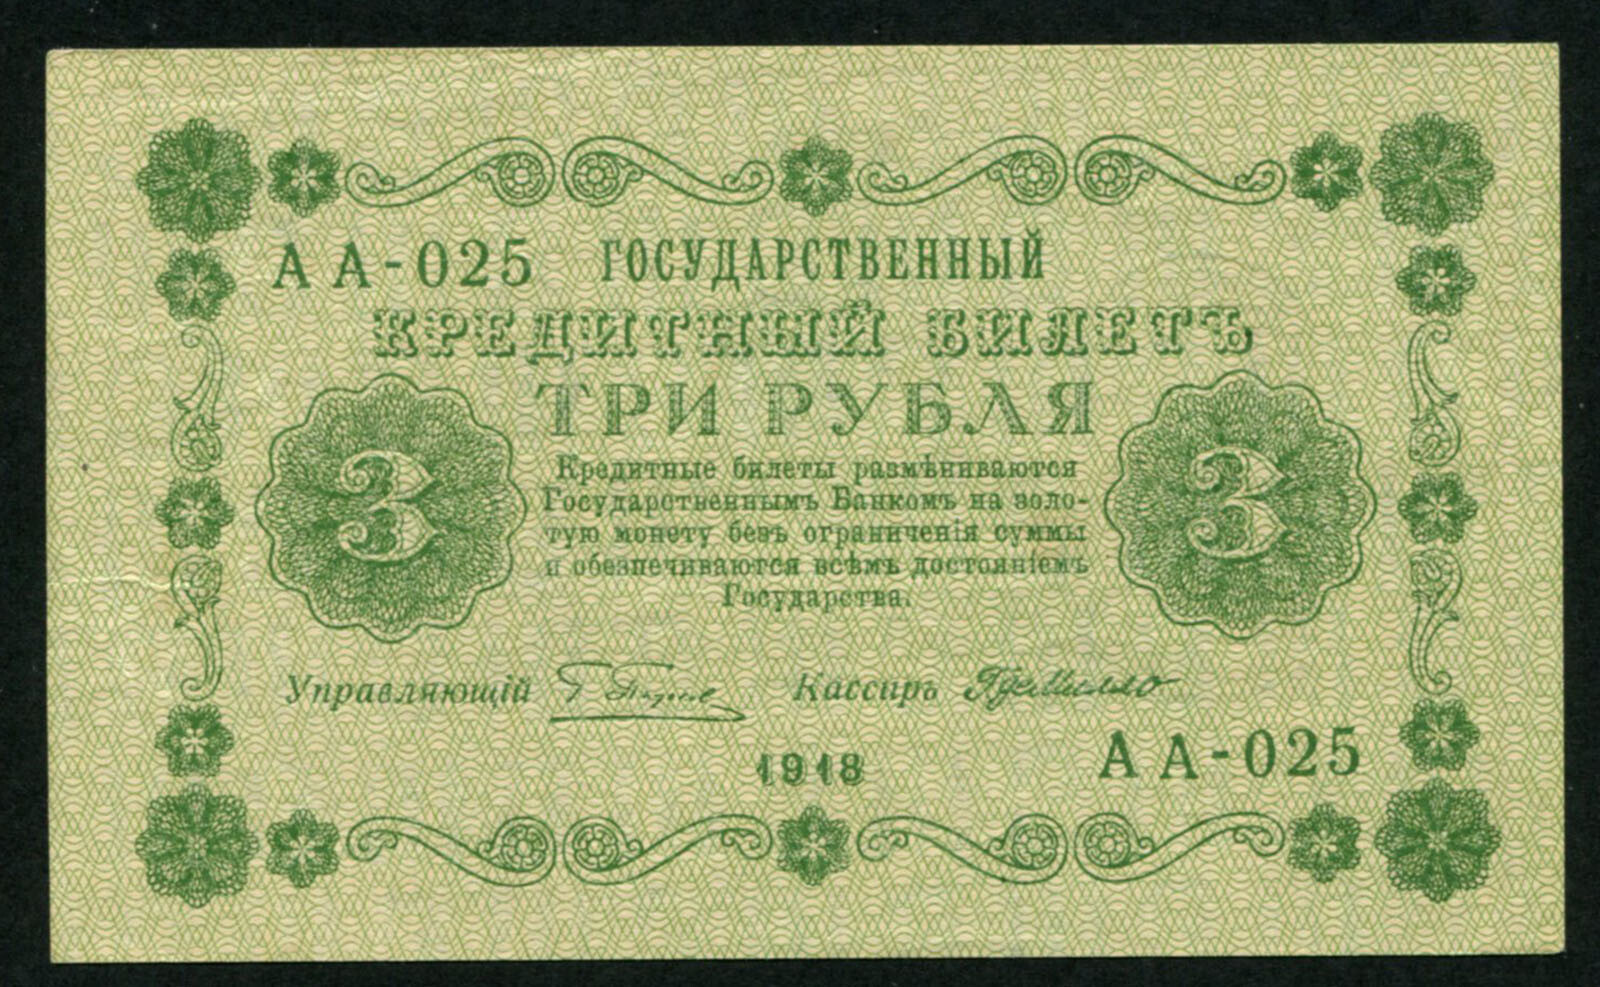 АА-025 ГОСУДАРСТВЕННЫЙ
КРЕДИТНЫЙ БИЛЕТЪ
ТРИ РУБЛЯ
3
3
Кредитные билеты размѣниваются
Государственнымъ Банкомъ на золо-
тую монету безъ ограниченія суммы
и обезпечиваются всѣмъ достояніемъ
Государства.
Управляющій
Кассиръ
1918
АА-025